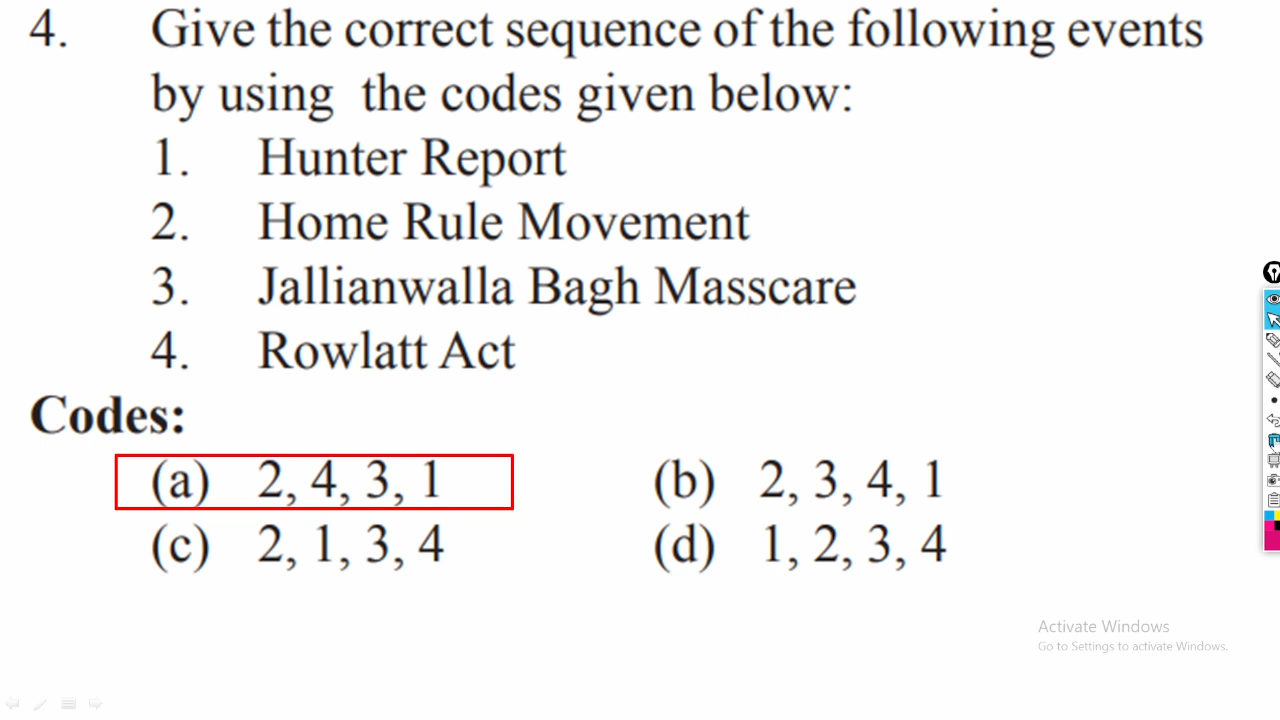 4. Give the correct sequence of the following events
by using the codes given below:
1. Hunter Report
2. Home Rule Movement
3. Jallianwalla Bagh Masscare
4. Rowlatt Act
Codes:
(a) 2, 4, 3, 1 (b) 2, 3, 4, 1
(c) 2, 1, 3, 4 (d) 1, 2, 3, 4
Activate Windows
Go to Settings to activate Windows.